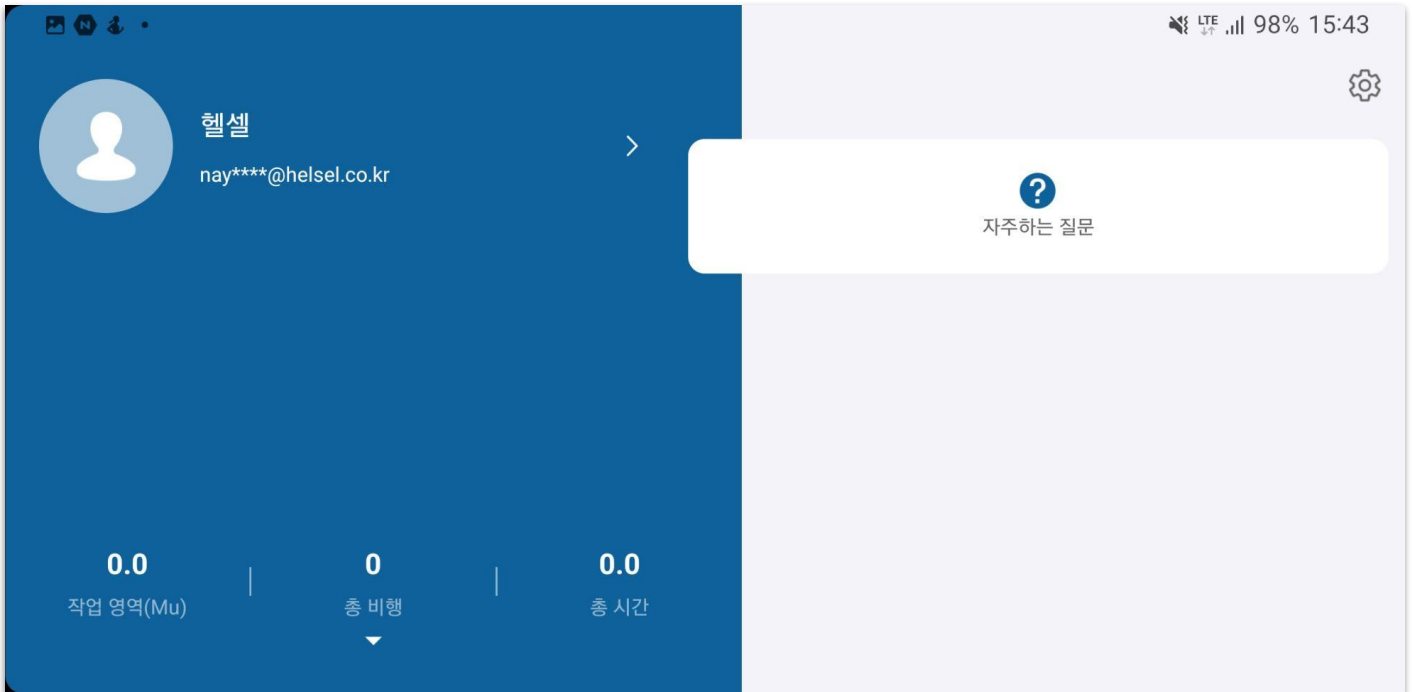 LTE 98% 15:43
헬셀
nay****@helsel.co.kr
자주하는 질문
0.0 0 0.0
작업 영역(Mu) 총 비행 총 시간